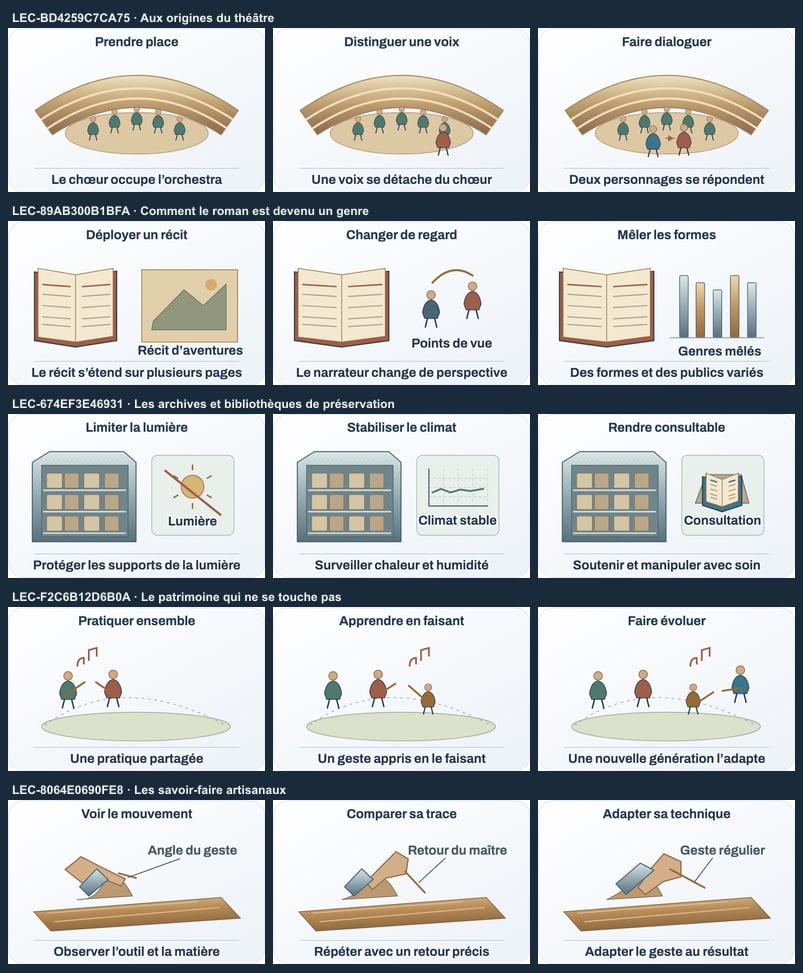 LEC-BD4259C7CA75 · Aux origines du théâtre
Prendre place
Distinguer une voix
Faire dialoguer
Le chœur occupe l’orchestra
Une voix se détache du chœur
Deux personnages se répondent
LEC-89AB300B1BFA · Comment le roman est devenu un genre
Déployer un récit
Changer de regard
Mêler les formes
Récit d’aventures
Points de vue
Genres mêlés
Le récit s’étend sur plusieurs pages
Le narrateur change de perspective
Des formes et des publics variés
LEC-674EF3E46931 · Les archives et bibliothèques de préservation
Limiter la lumière
Stabiliser le climat
Rendre consultable
Lumière
Climat stable
Consultation
Protéger les supports de la lumière
Surveiller chaleur et humidité
Soutenir et manipuler avec soin
LEC-F2C6B12D6B0A · Le patrimoine qui ne se touche pas
Pratiquer ensemble
Apprendre en faisant
Faire évoluer
Une pratique partagée
Un geste appris en le faisant
Une nouvelle génération l’adapte
LEC-8064E0690FE8 · Les savoir-faire artisanaux
Voir le mouvement
Comparer sa trace
Adapter sa technique
Angle du geste
Retour du maître
Geste régulier
Observer l’outil et la matière
Répéter avec un retour précis
Adapter le geste au résultat